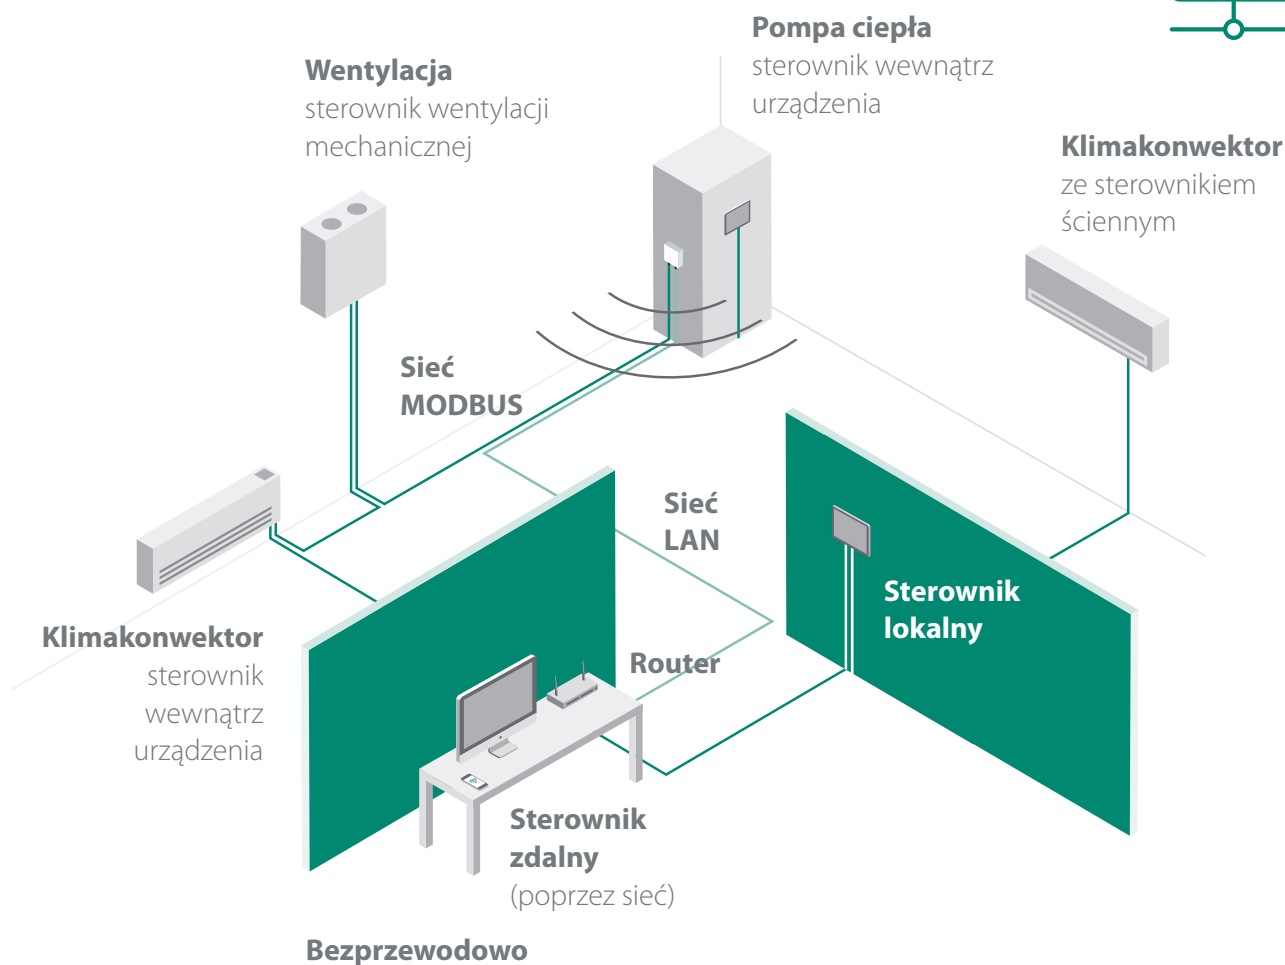 Pompa ciepła
sterownik wewnątrz
urządzenia
Wentylacja
sterownik wentylacji
mechanicznej
Klimakonwektor
ze sterownikiem
ściennym
Sieć
MODBUS
Sieć
LAN
Sterownik
lokalny
Klimakonwektor
sterownik
wewnątrz
urządzenia
Router
Sterownik
zdalny
(poprzez sieć)
Bezprzewodowo